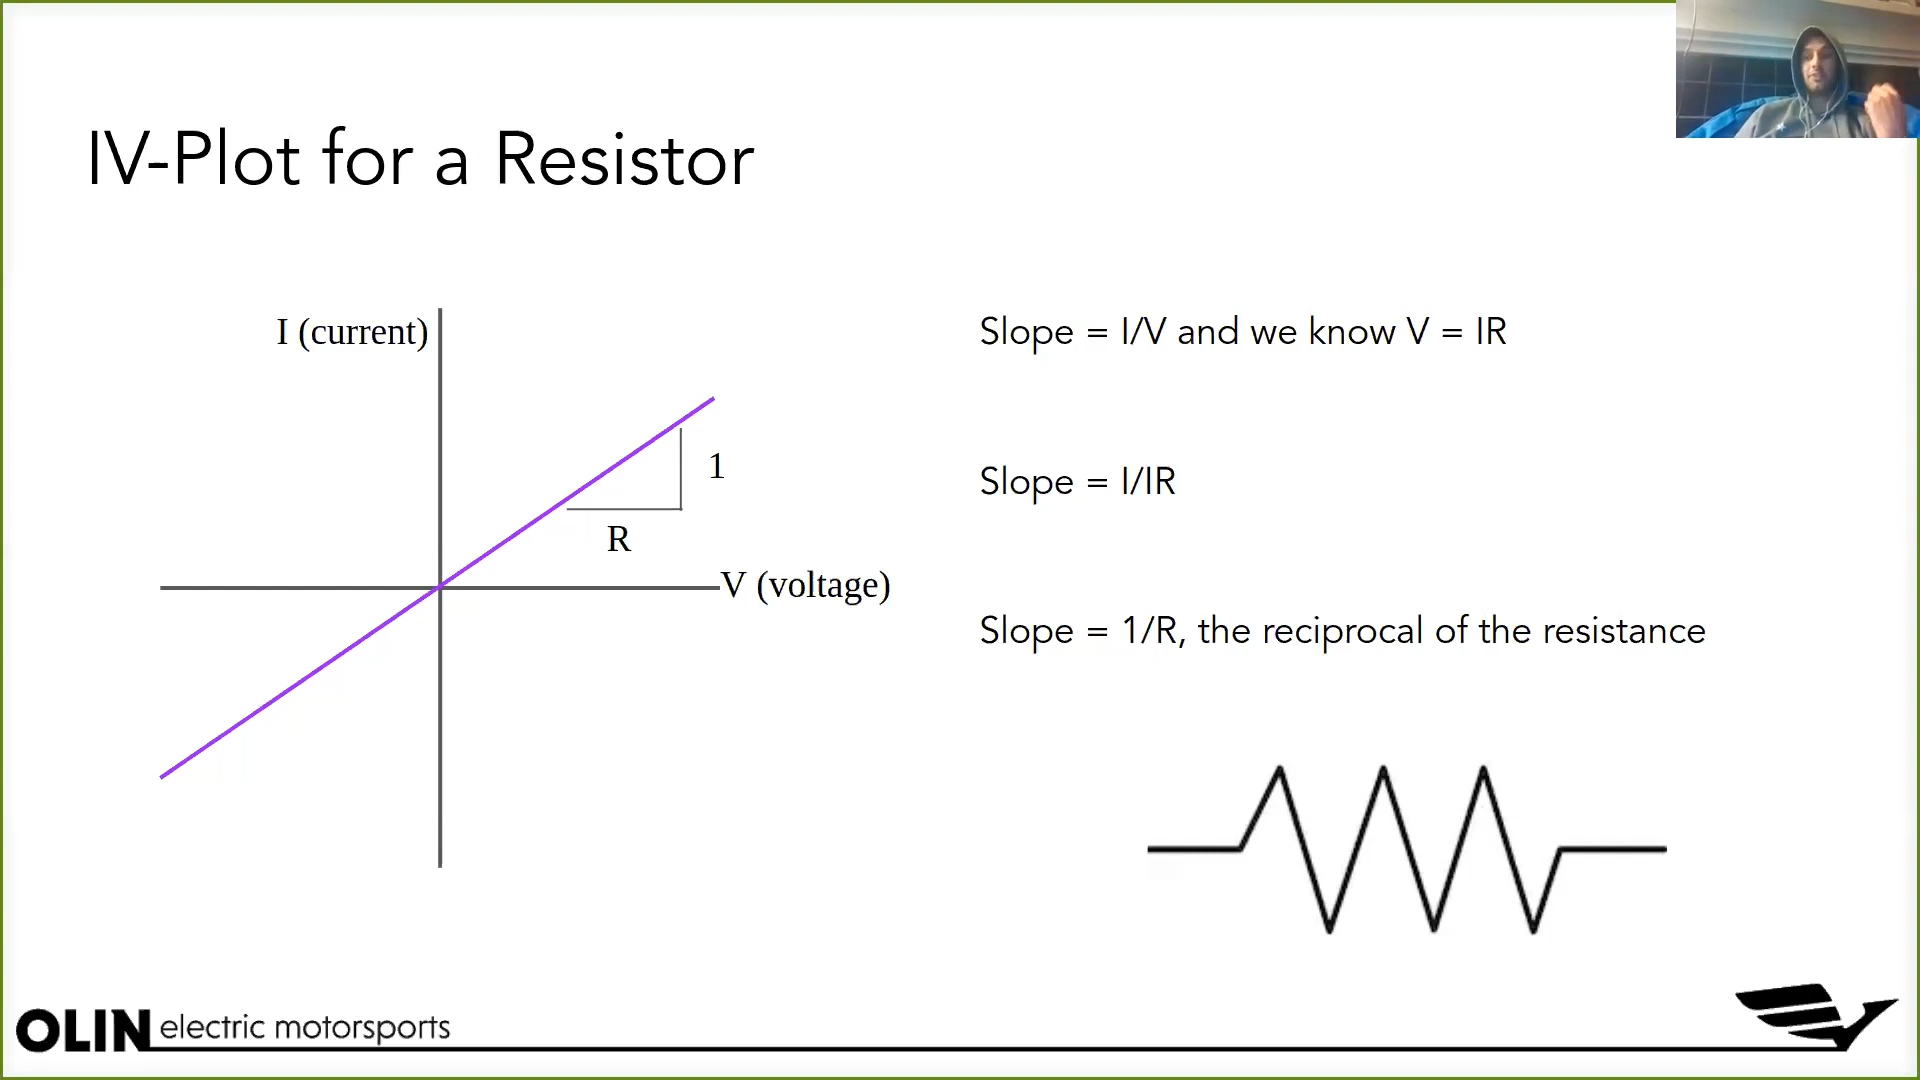 IV-Plot for a Resistor
I (current)
1
R
V (voltage)
Slope = I/V and we know V = IR
Slope = I/IR
Slope = 1/R, the reciprocal of the resistance
OLIN electric motorsports